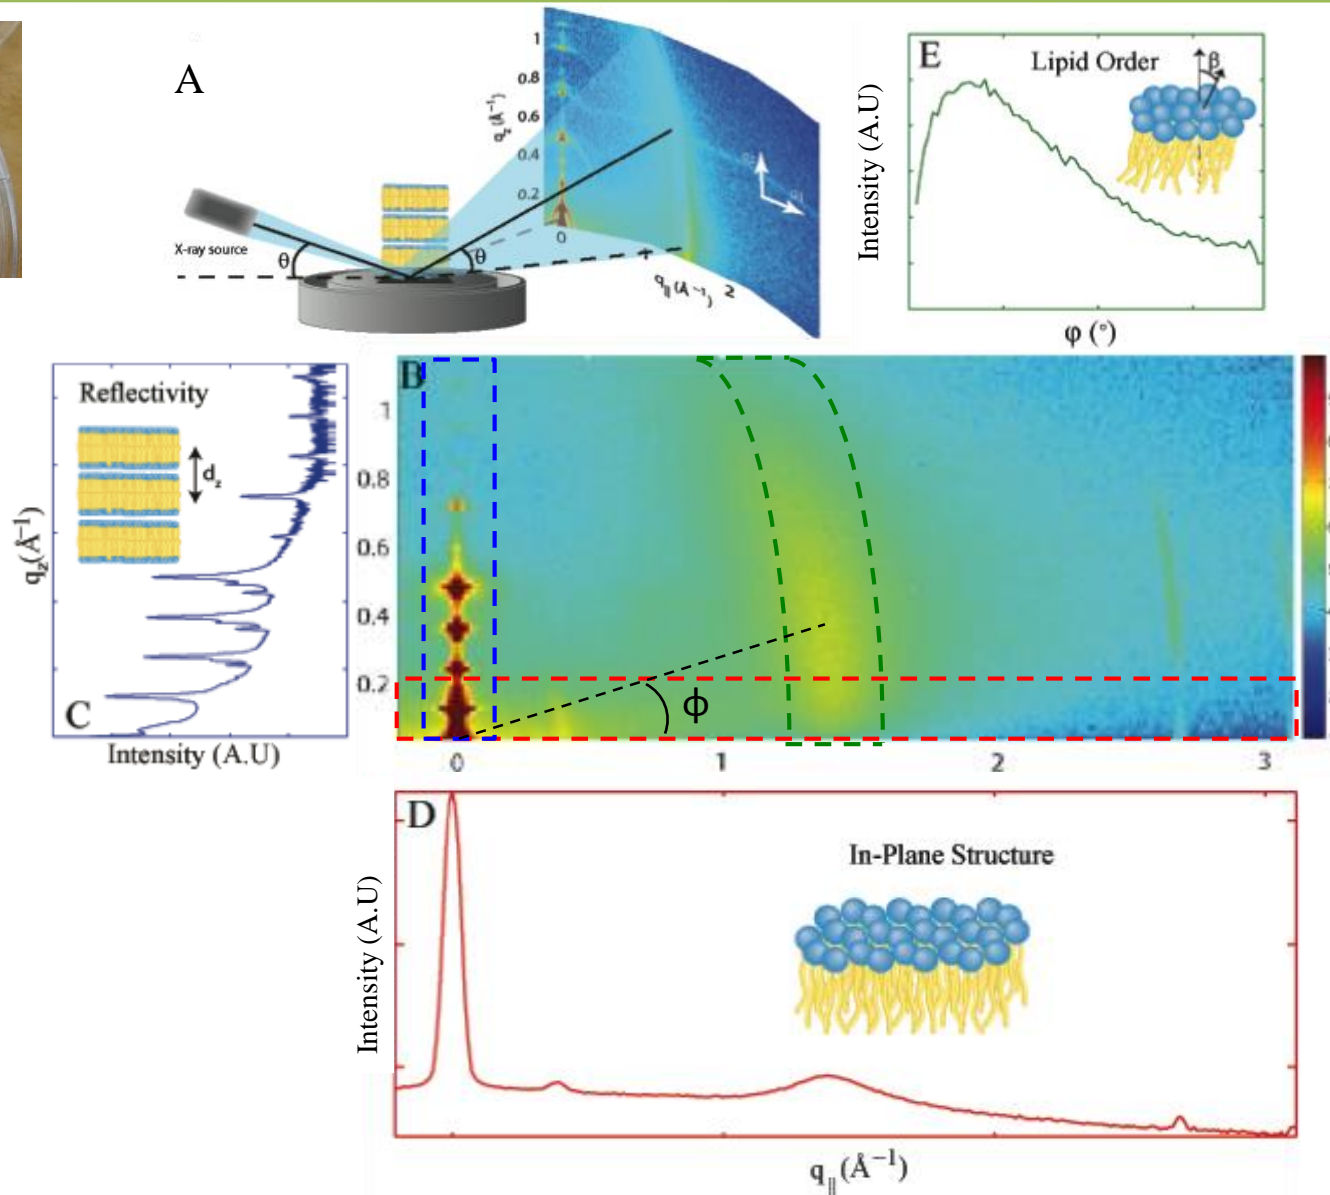 A
1
0.8
0.6
0.4
0.2
0
q_z (Å⁻¹)
X-ray source
θ
θ
q_|| (Å⁻¹) 2
E
Lipid Order
β
Intensity (A.U)
φ (°)
Reflectivity
d_z
q_z(Å⁻¹)
C
Intensity (A.U)
B
1
0.8
0.6
0.4
0.2
ϕ
0
1
2
3
D
In-Plane Structure
Intensity (A.U)
q_|| (Å⁻¹)